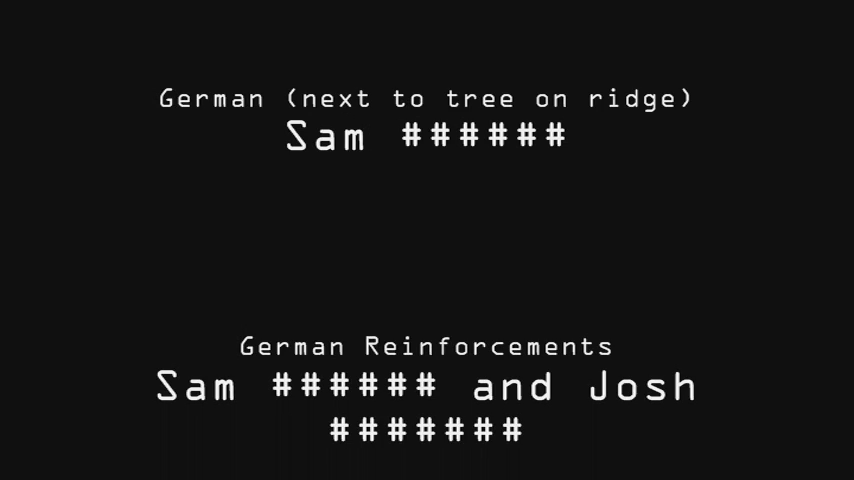 German (next to tree on ridge)
Sam ######
German Reinforcements
Sam ###### and Josh
#######